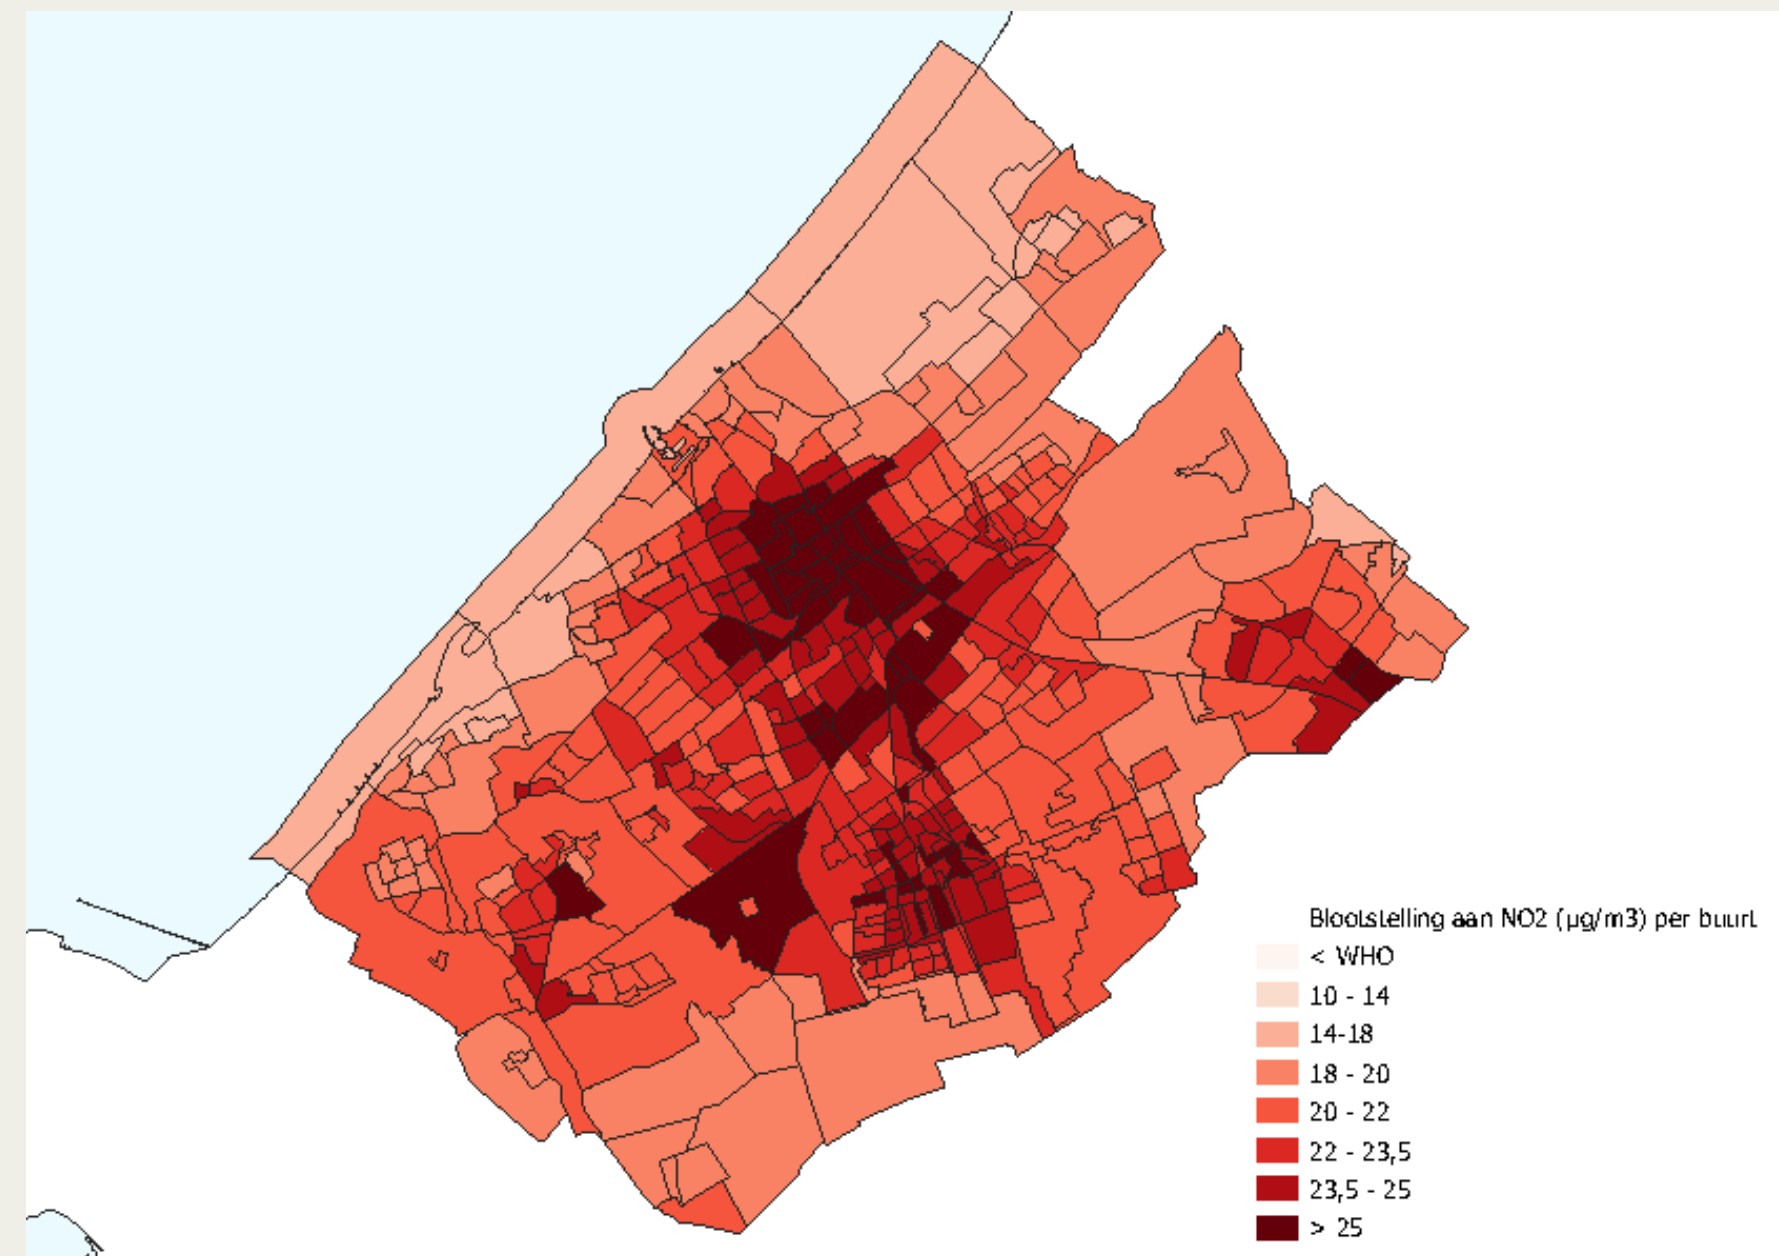 Blootstelling aan NO2 (µg/m3) per buurt
< WHO
10 - 14
14-18
18 - 20
20 - 22
22 - 23,5
23,5 - 25
> 25